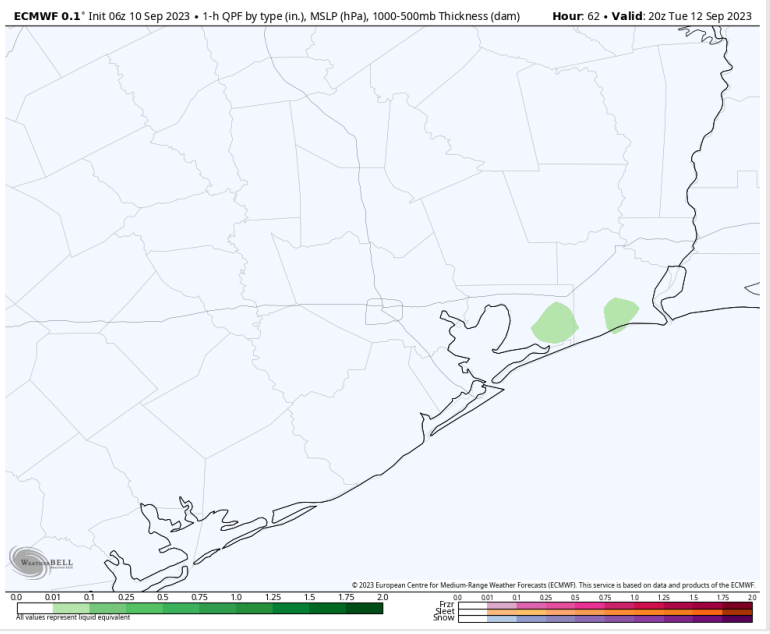 ECMWF 0.1° Init 06z 10 Sep 2023 • 1-h QPF by type (in.), MSLP (hPa), 1000-500mb Thickness (dam) Hour: 62 • Valid: 20z Tue 12 Sep 2023
WEATHERBELL
© 2023 European Centre for Medium-Range Weather Forecasts (ECMWF). This service is based on data and products of the ECMWF.
0.0 0.01 0.1 0.25 0.5 0.75 1.0 1.25 1.5 1.75 2.0
All values represent liquid equivalent
0.0 0.01 0.1 0.25 0.5 0.75 1.0 1.25 1.5 1.75 2.0
Frzr
Sleet
Snow